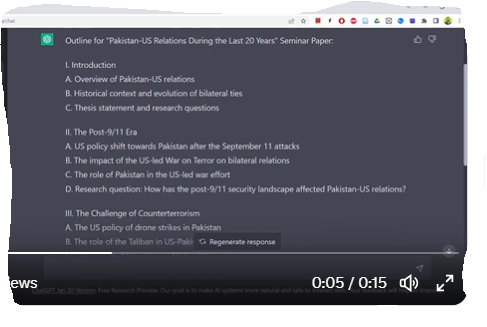 s/chat
Outline for "Pakistan-US Relations During the Last 20 Years" Seminar Paper:
I. Introduction
A. Overview of Pakistan-US relations
B. Historical context and evolution of bilateral ties
C. Thesis statement and research questions
II. The Post-9/11 Era
A. US policy shift towards Pakistan after the September 11 attacks
B. The impact of the US-led War on Terror on bilateral relations
C. The role of Pakistan in the US-led war effort
D. Research question: How has the post-9/11 security landscape affected Pakistan-US relations?
III. The Challenge of Counterterrorism
A. The US policy of drone strikes in Pakistan
B. The role of the Taliban in US-Paki
Regenerate response
iews 0:05 / 0:15
ChatGPT Jan 30 Version. Free Research Preview. Our goal is to make AI systems more natural and safe to interact